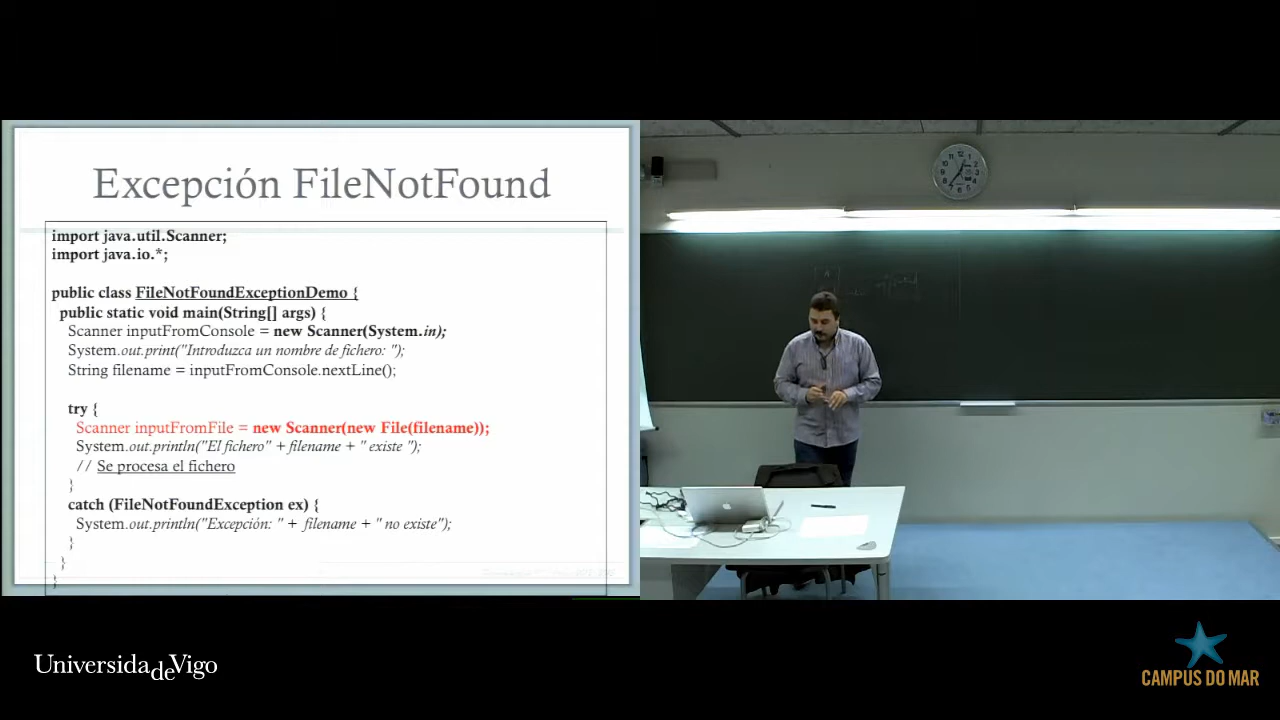 Excepción FileNotFound
import java.util.Scanner;
import java.io.*;
public class FileNotFoundExceptionDemo {
public static void main(String[] args) {
Scanner inputFromConsole = new Scanner(System.in);
System.out.print("Introduzca un nombre de fichero: ");
String filename = inputFromConsole.nextLine();
try {
Scanner inputFromFile = new Scanner(new File(filename));
System.out.println("El fichero" + filename + " existe ");
// Se procesa el fichero
}
catch (FileNotFoundException ex) {
System.out.println("Excepción: " + filename + " no existe");
}
}
}
UniversidadeVigo
CAMPUS DO MAR